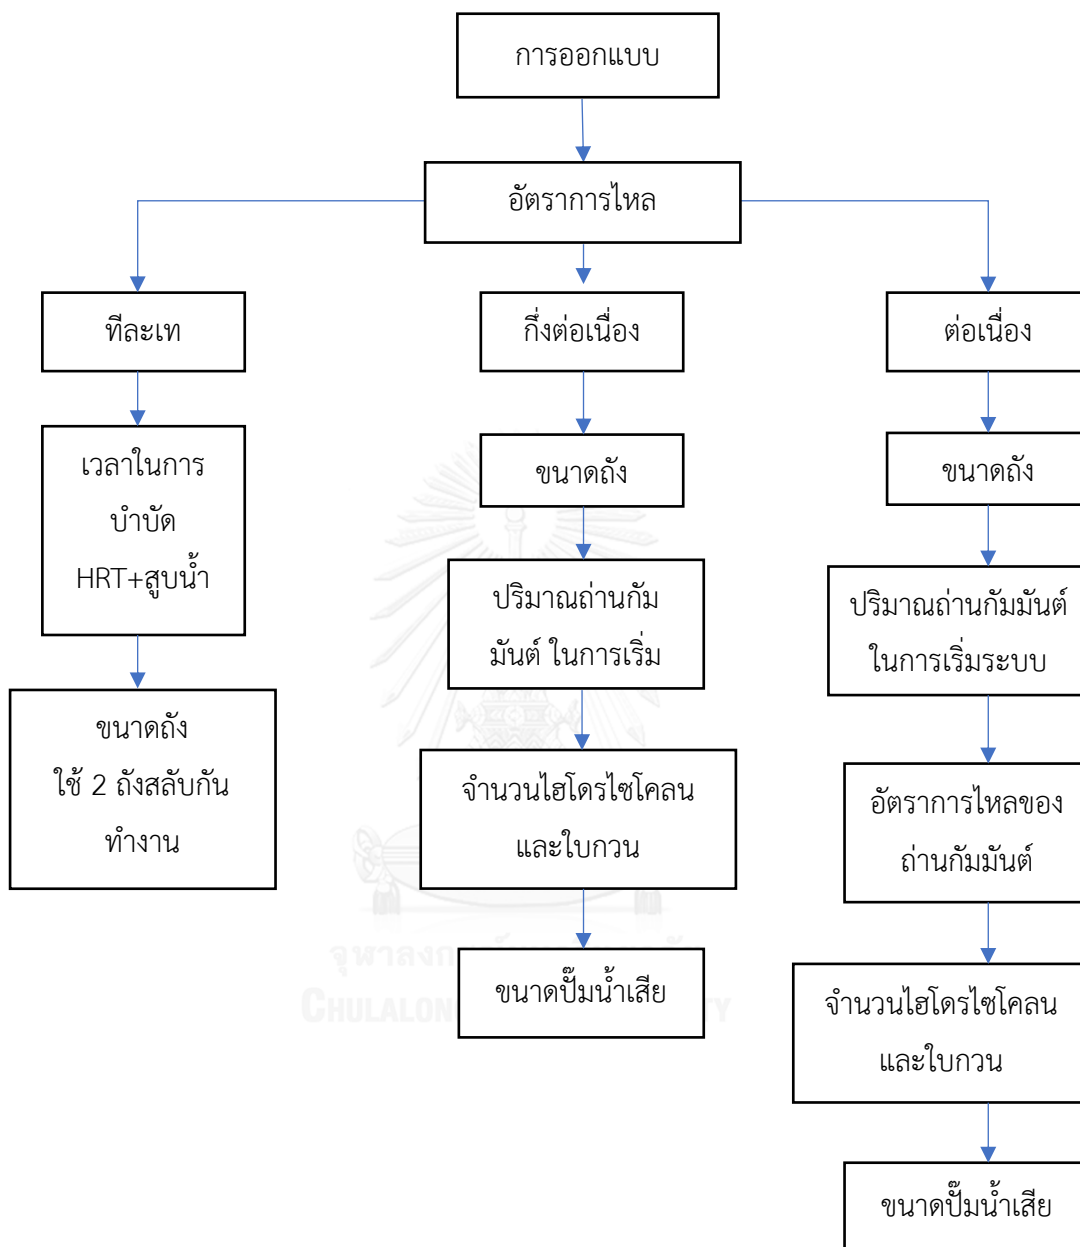 การออกแบบ
อัตราการไหล
ทีละเท
กึ่งต่อเนื่อง
ต่อเนื่อง
เวลาในการ
บำบัด
HRT+สูบน้ำ
ขนาดถัง
ใช้ 2 ถังสลับกัน
ทำงาน
ขนาดถัง
ปริมาณถ่านกัม
มันต์ ในการเริ่ม
จำนวนไฮโดรไซโคลน
และใบกวน
ขนาดปั๊มน้ำเสีย
ขนาดถัง
ปริมาณถ่านกัมมันต์
ในการเริ่มระบบ
อัตราการไหลของ
ถ่านกัมมันต์
จำนวนไฮโดรไซโคลน
และใบกวน
ขนาดปั๊มน้ำเสีย